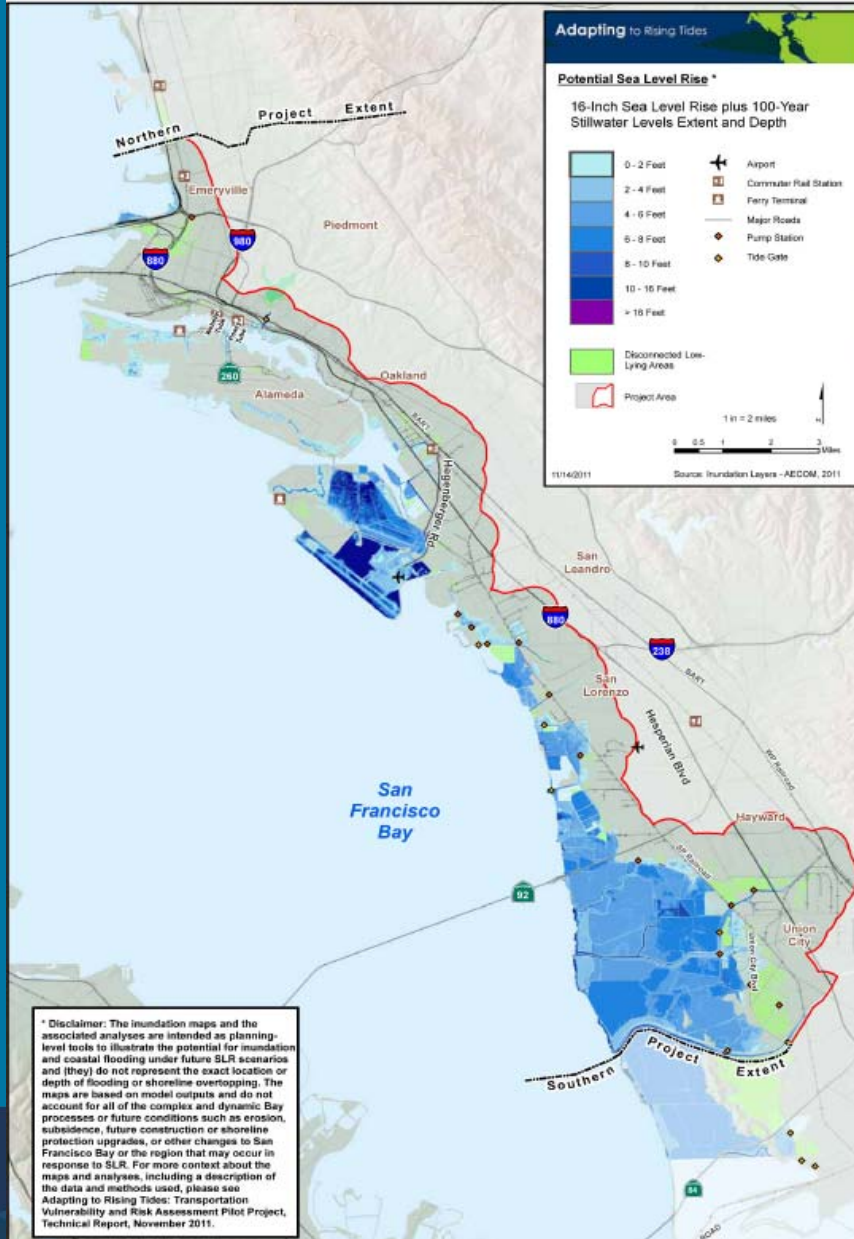 Adapting to Rising Tides
Potential Sea Level Rise *
16-Inch Sea Level Rise plus 100-Year
Stillwater Levels Extent and Depth
0 - 2 Feet
2 - 4 Feet
4 - 6 Feet
6 - 8 Feet
8 - 10 Feet
10 - 16 Feet
> 16 Feet
Disconnected Low-
Lying Areas
Project Area
Airport
Commuter Rail Station
Ferry Terminal
Major Roads
Pump Station
Tide Gate
1 in = 2 miles
0 0.5 1 2 3
Miles
11/14/2011
Source: Inundation Layers - AECOM, 2011
Northern Project Extent
Emeryville
Piedmont
980
880
260
Alameda
Oakland
BART
Hegenberger Rd
San
Leandro
880
238
BART
San
Lorenzo
Hesperian Blvd
WP Railroad
San
Francisco
Bay
Hayward
SP Railroad
92
Union
City
Union City Blvd
Southern Project Extent
84
ROAD
* Disclaimer: The inundation maps and the
associated analyses are intended as planning-
level tools to illustrate the potential for inundation
and coastal flooding under future SLR scenarios
and (they) do not represent the exact location or
depth of flooding or shoreline overtopping. The
maps are based on model outputs and do not
account for all of the complex and dynamic Bay
processes or future conditions such as erosion,
subsidence, future construction or shoreline
protection upgrades, or other changes to San
Francisco Bay or the region that may occur in
response to SLR. For more context about the
maps and analyses, including a description of
the data and methods used, please see
Adapting to Rising Tides: Transportation
Vulnerability and Risk Assessment Pilot Project,
Technical Report, November 2011.